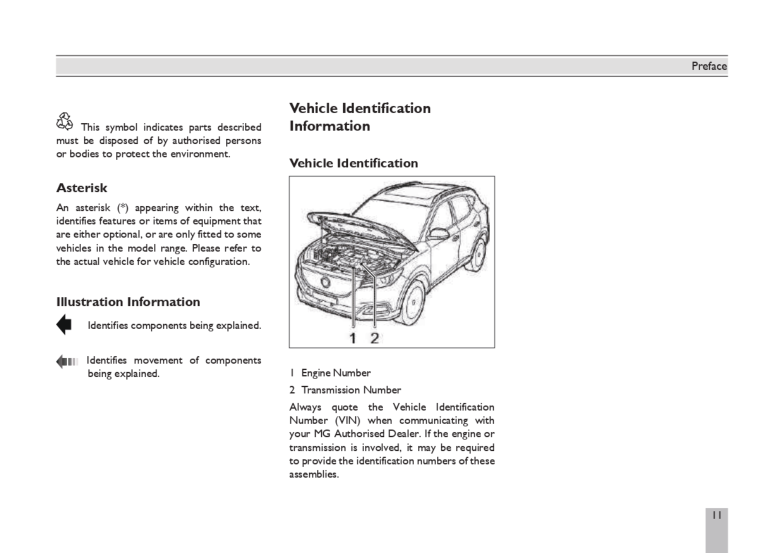 Preface
This symbol indicates parts described
must be disposed of by authorised persons
or bodies to protect the environment.
Asterisk
An asterisk (*) appearing within the text,
identifies features or items of equipment that
are either optional, or are only fitted to some
vehicles in the model range. Please refer to
the actual vehicle for vehicle configuration.
Illustration Information
Identifies components being explained.
Identifies movement of components
being explained.
Vehicle Identification
Information
Vehicle Identification
1 2
1 Engine Number
2 Transmission Number
Always quote the Vehicle Identification
Number (VIN) when communicating with
your MG Authorised Dealer. If the engine or
transmission is involved, it may be required
to provide the identification numbers of these
assemblies.
11